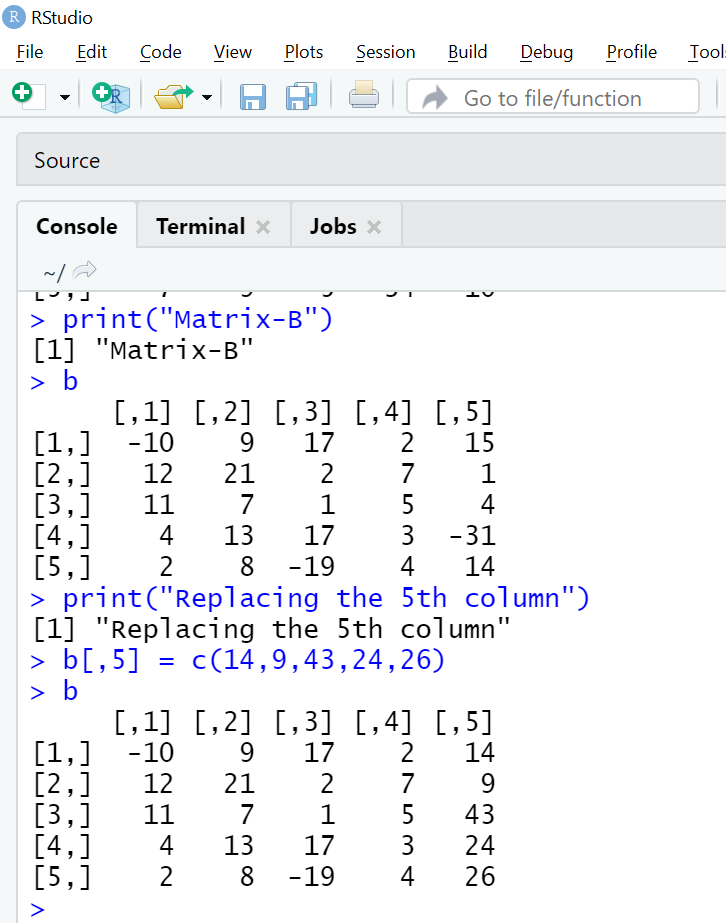 RStudio
File Edit Code View Plots Session Build Debug Profile Tool
Go to file/function
Source
Console Terminal Jobs
~/
> print("Matrix-B")
[1] "Matrix-B"
> b
[,1] [,2] [,3] [,4] [,5]
[1,] -10 9 17 2 15
[2,] 12 21 2 7 1
[3,] 11 7 1 5 4
[4,] 4 13 17 3 -31
[5,] 2 8 -19 4 14
> print("Replacing the 5th column")
[1] "Replacing the 5th column"
> b[,5] = c(14,9,43,24,26)
> b
[,1] [,2] [,3] [,4] [,5]
[1,] -10 9 17 2 14
[2,] 12 21 2 7 9
[3,] 11 7 1 5 43
[4,] 4 13 17 3 24
[5,] 2 8 -19 4 26
>